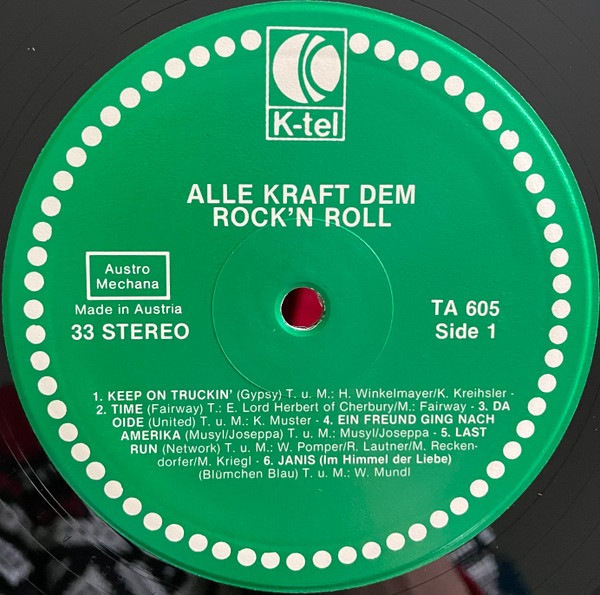 K-tel
ALLE KRAFT DEM
ROCK'N ROLL
Austro
Mechana
Made in Austria
33 STEREO
TA 605
Side 1
1. KEEP ON TRUCKIN' (Gypsy) T. u. M.: H. Winkelmayer/K. Kreihsler -
2. TIME (Fairway) T.: E. Lord Herbert of Cherbury/M.: Fairway - 3. DA
OIDE (United) T. u. M.: K. Muster - 4. EIN FREUND GING NACH
AMERIKA (Musyl/Joseppa) T. u. M.: Musyl/Joseppa - 5. LAST
RUN (Network) T. u. M.: W. Pomper/R. Lautner/M. Recken-
dorfer/M. Kriegl - 6. JANIS (Im Himmel der Liebe)
(Blümchen Blau) T. u. M.: W. Mundl